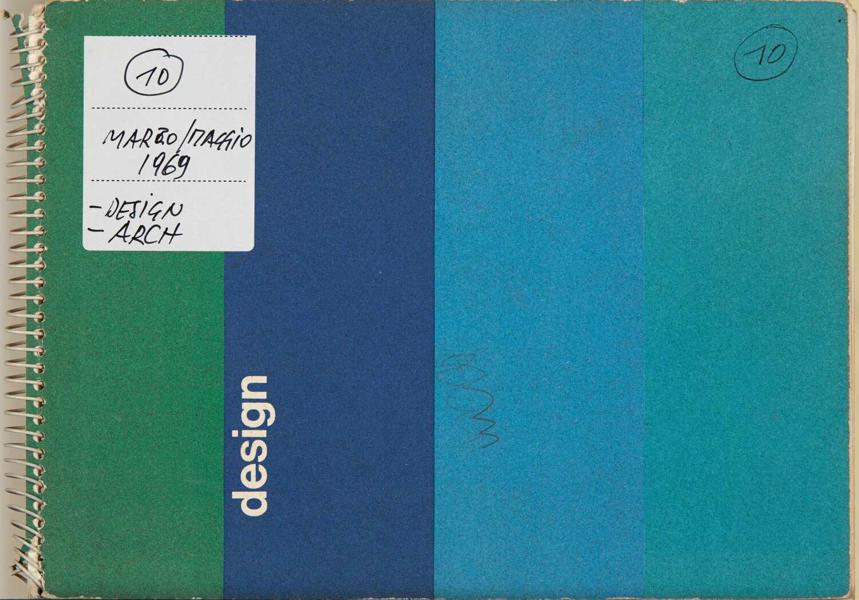 10
MARZO/MAGGIO
1969
- DESIGN
- ARCH
10
design